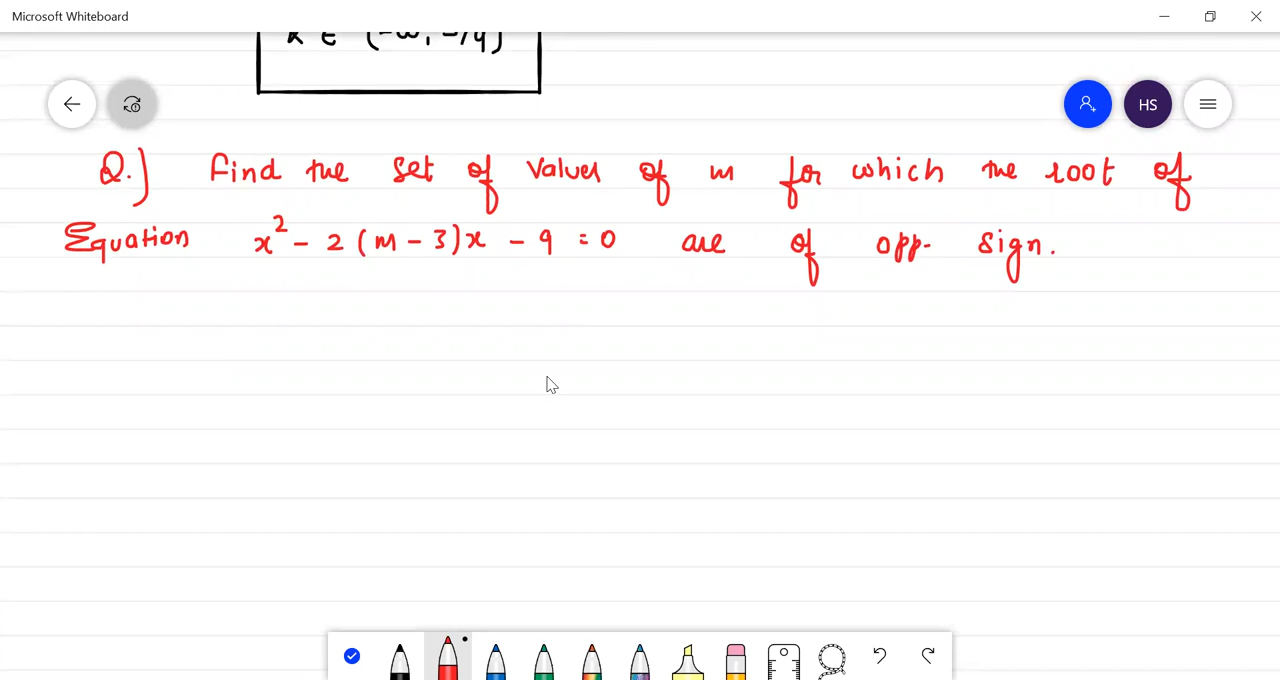 Microsoft Whiteboard
HS
Q.) Find the set of values of m for which the root of
Equation x² - 2(m - 3)x - 9 = 0 are of opp. sign.